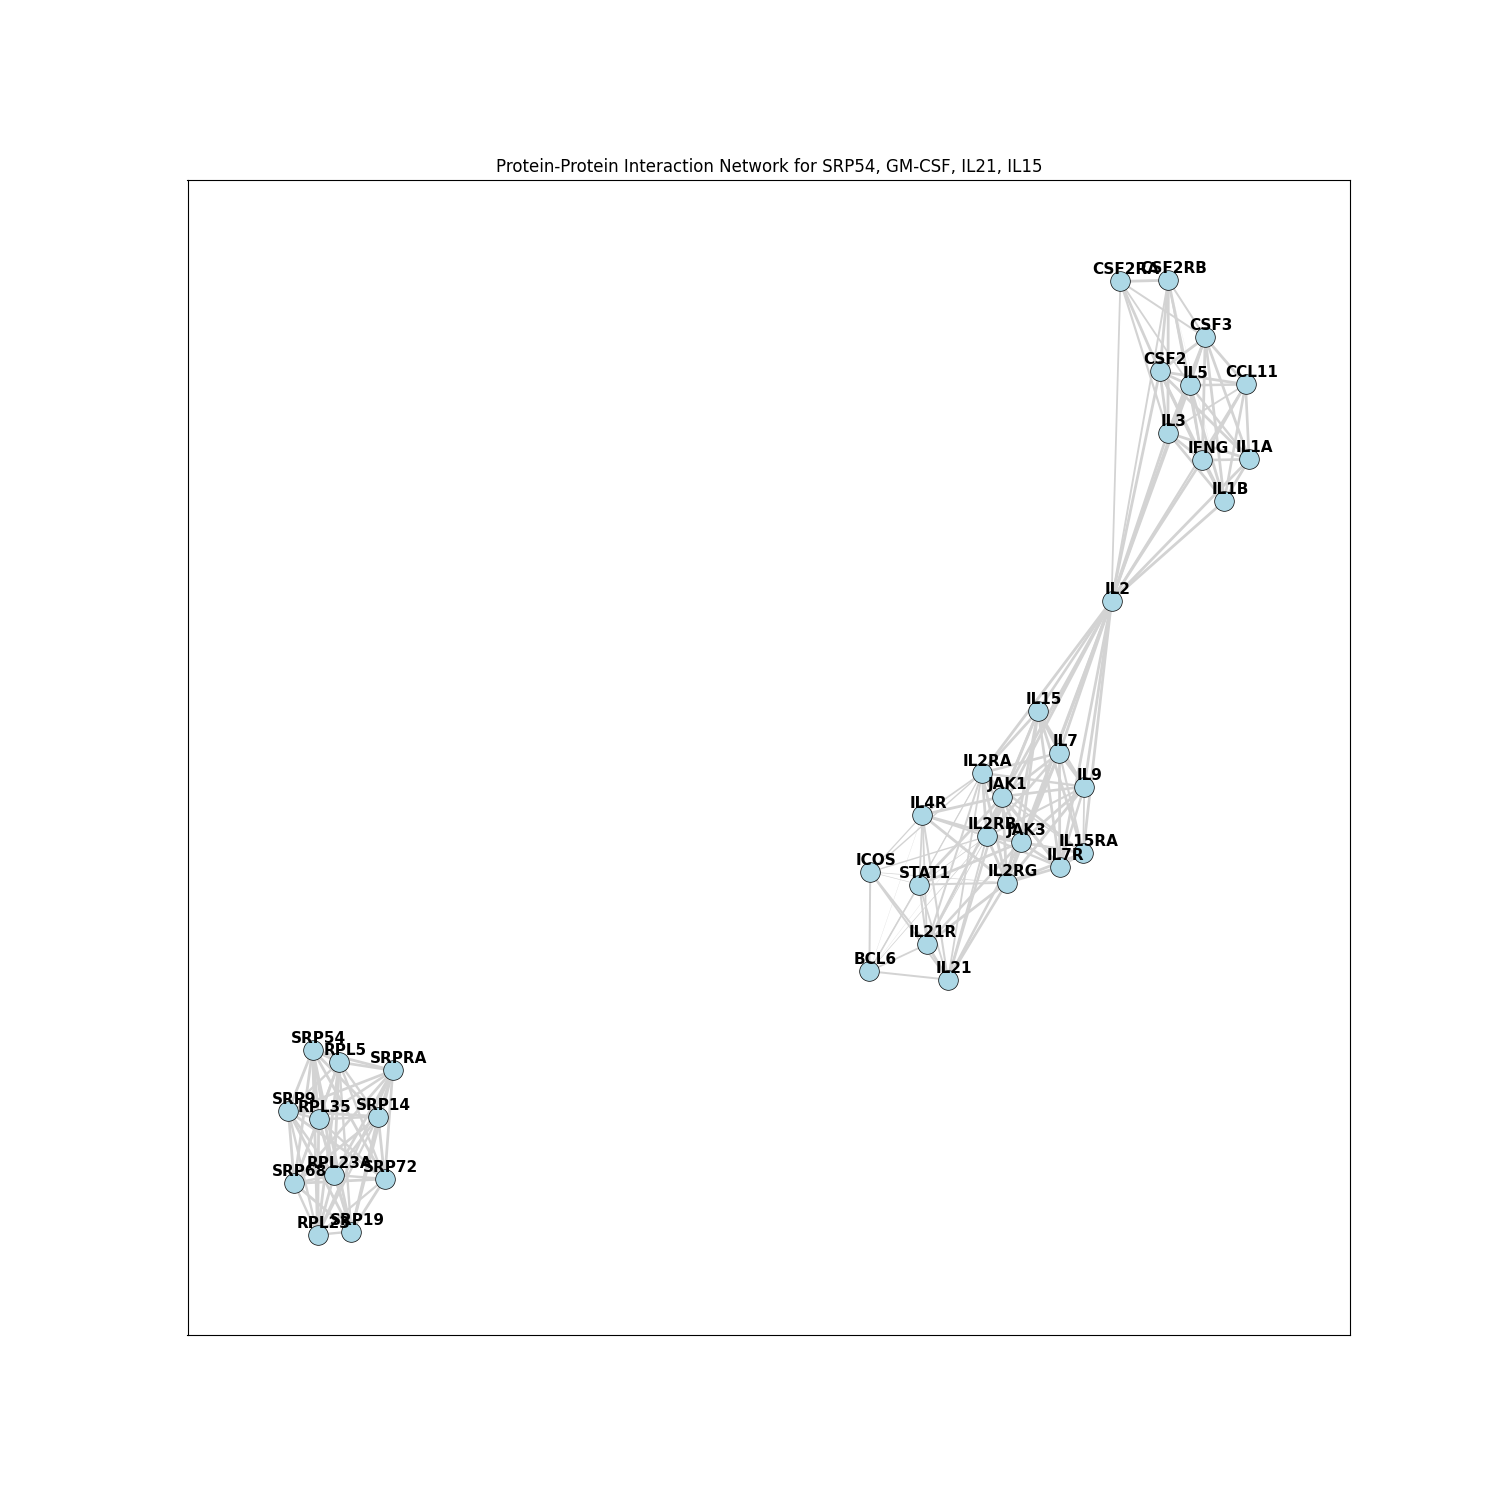 Protein-Protein Interaction Network for SRP54, GM-CSF, IL21, IL15
CSF2RA
CSF2RB
CSF3
CSF2
IL5
CCL11
IL3
IFNG
IL1A
IL1B
IL2
IL15
IL7
IL2RA
IL9
JAK1
IL4R
IL2RB
JAK3
IL15RA
IL7R
ICOS
STAT1
IL2RG
IL21R
BCL6
IL21
SRP54
RPL5
SRPRA
SRP9
RPL35
SRP14
RPL23A
SRP68
SRP72
SRP19